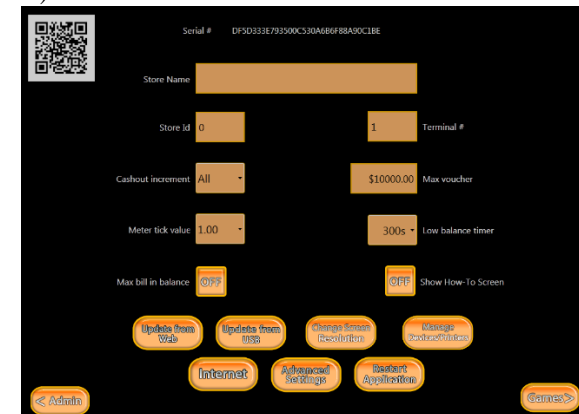 Serial # DF5D333E793500C530A6B6F88A90C1BE
Store Name
Store Id 0 1 Terminal #
Cashout increment All $10000.00 Max voucher
Meter tick value 1.00 300s Low balance timer
Max bill in balance OFF OFF Show How-To Screen
Update from Web
Update from USB
Change Screen Resolution
Manage Devices/Printers
Internet
Advanced Settings
Restart Application
< Admin
Games>